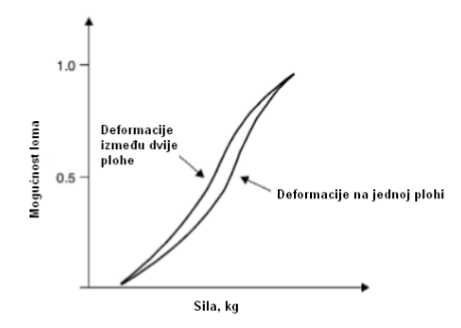 1.0
Deformacije
između dvije
plohe
0.5
Deformacije na jednoj plohi
Mogućnost loma
Sila, kg